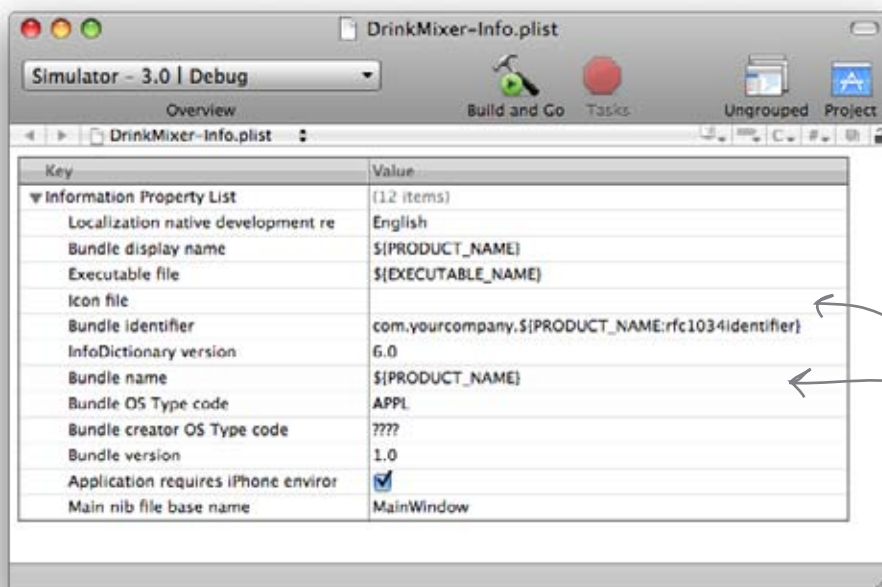 DrinkMixer-Info.plist
Simulator - 3.0 | Debug
Overview
Build and Go
Tasks
Ungrouped
Project
DrinkMixer-Info.plist
C
#
Key Value
Information Property List (12 items)
Localization native development re English
Bundle display name ${PRODUCT_NAME}
Executable file ${EXECUTABLE_NAME}
Icon file
Bundle identifier com.yourcompany.${PRODUCT_NAME:rfc1034identifier}
InfoDictionary version 6.0
Bundle name ${PRODUCT_NAME}
Bundle OS Type code APPL
Bundle creator OS Type code ????
Bundle version 1.0
Application requires iPhone environ
Main nib file base name MainWindow